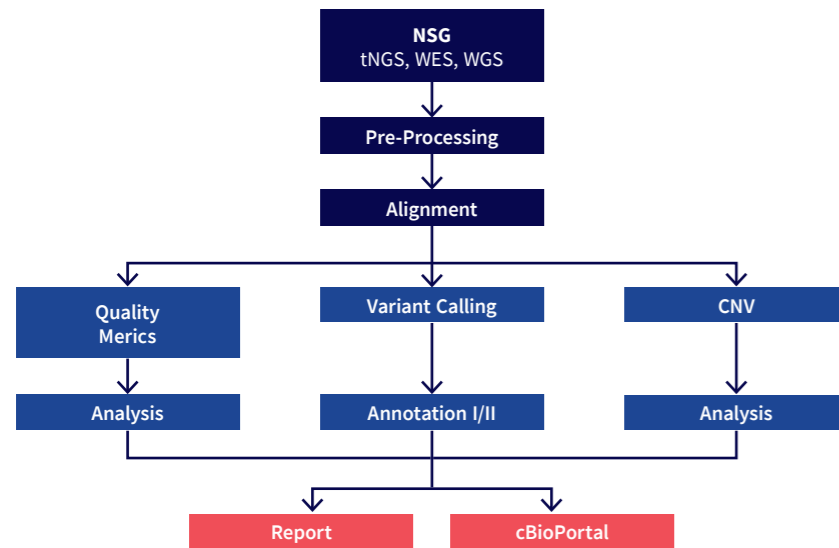 NSG
tNGS, WES, WGS
Pre-Processing
Alignment
Quality
Merics
Variant Calling
CNV
Analysis
Annotation I/II
Analysis
Report
cBioPortal